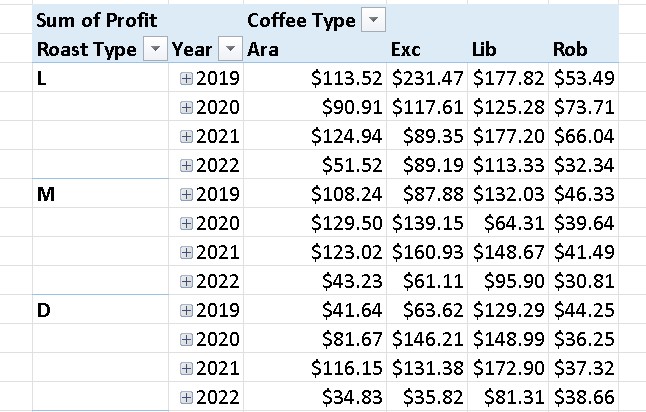 Sum of Profit Coffee Type
Roast Type Year Ara Exc Lib Rob
L 2019 $113.52 $231.47 $177.82 $53.49
2020 $90.91 $117.61 $125.28 $73.71
2021 $124.94 $89.35 $177.20 $66.04
2022 $51.52 $89.19 $113.33 $32.34
M 2019 $108.24 $87.88 $132.03 $46.33
2020 $129.50 $139.15 $64.31 $39.64
2021 $123.02 $160.93 $148.67 $41.49
2022 $43.23 $61.11 $95.90 $30.81
D 2019 $41.64 $63.62 $129.29 $44.25
2020 $81.67 $146.21 $148.99 $36.25
2021 $116.15 $131.38 $172.90 $37.32
2022 $34.83 $35.82 $81.31 $38.66